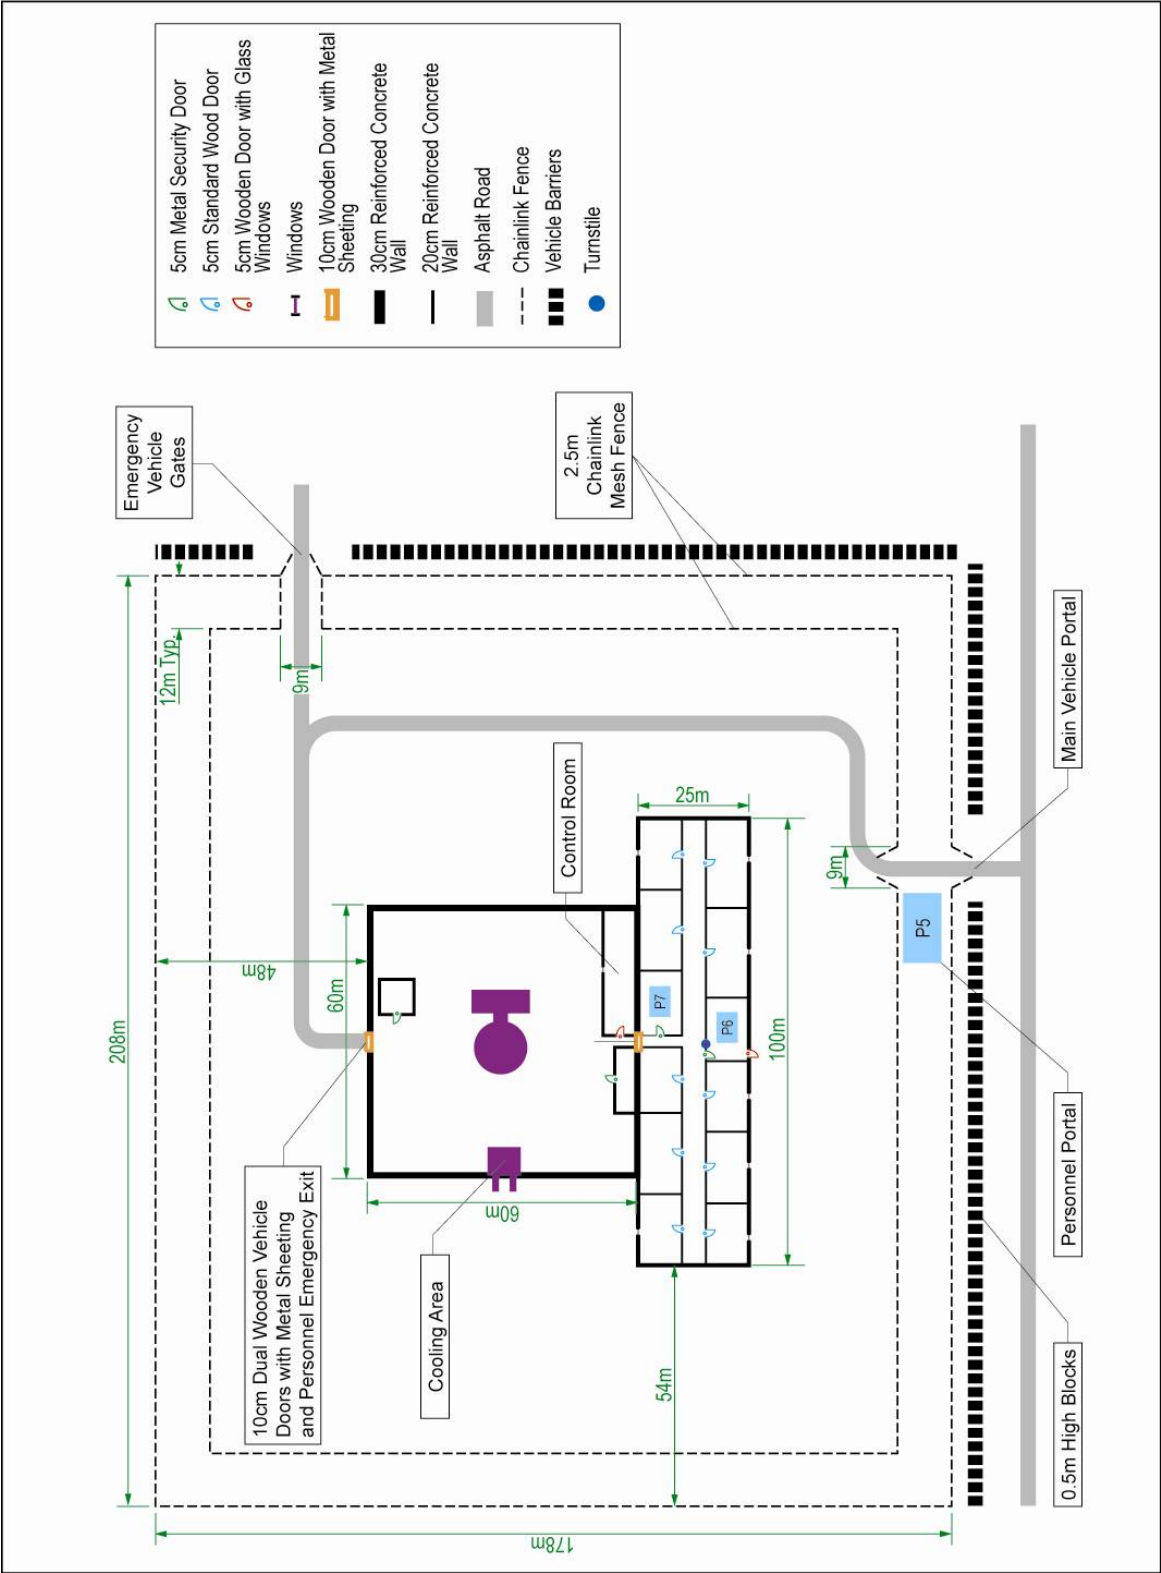 5cm Metal Security Door
5cm Standard Wood Door
5cm Wooden Door with Glass
Windows
Windows
10cm Wooden Door with Metal
Sheeting
30cm Reinforced Concrete
Wall
20cm Reinforced Concrete
Wall
Asphalt Road
Chainlink Fence
Vehicle Barriers
Turnstile
Emergency
Vehicle
Gates
2.5m
Chainlink
Mesh Fence
12m Typ.
9m
Main Vehicle Portal
Control Room
25m
9m
P5
48m
60m
208m
P7
P6
100m
Personnel Portal
10cm Dual Wooden Vehicle
Doors with Metal Sheeting
and Personnel Emergency Exit
60m
Cooling Area
54m
0.5m High Blocks
178m